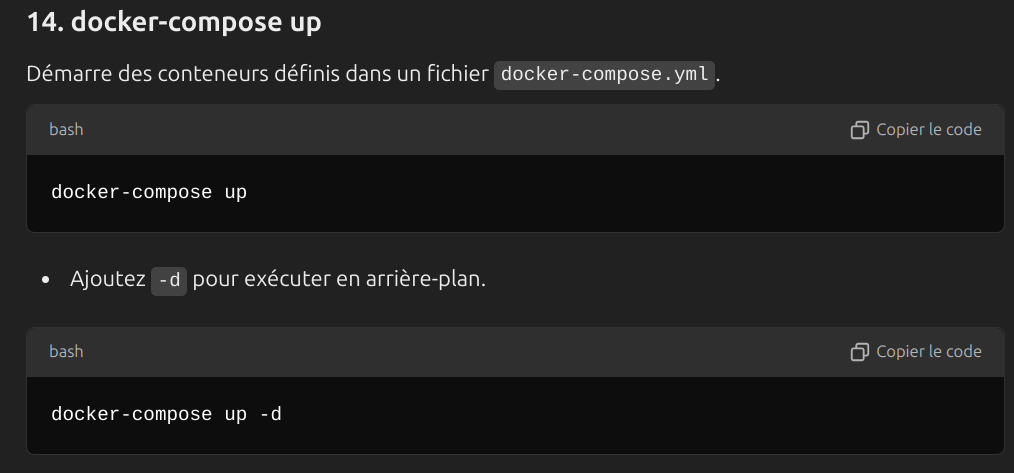 14. docker-compose up
Démarre des conteneurs définis dans un fichier docker-compose.yml.
bash Copier le code
docker-compose up
• Ajoutez -d pour exécuter en arrière-plan.
bash Copier le code
docker-compose up -d